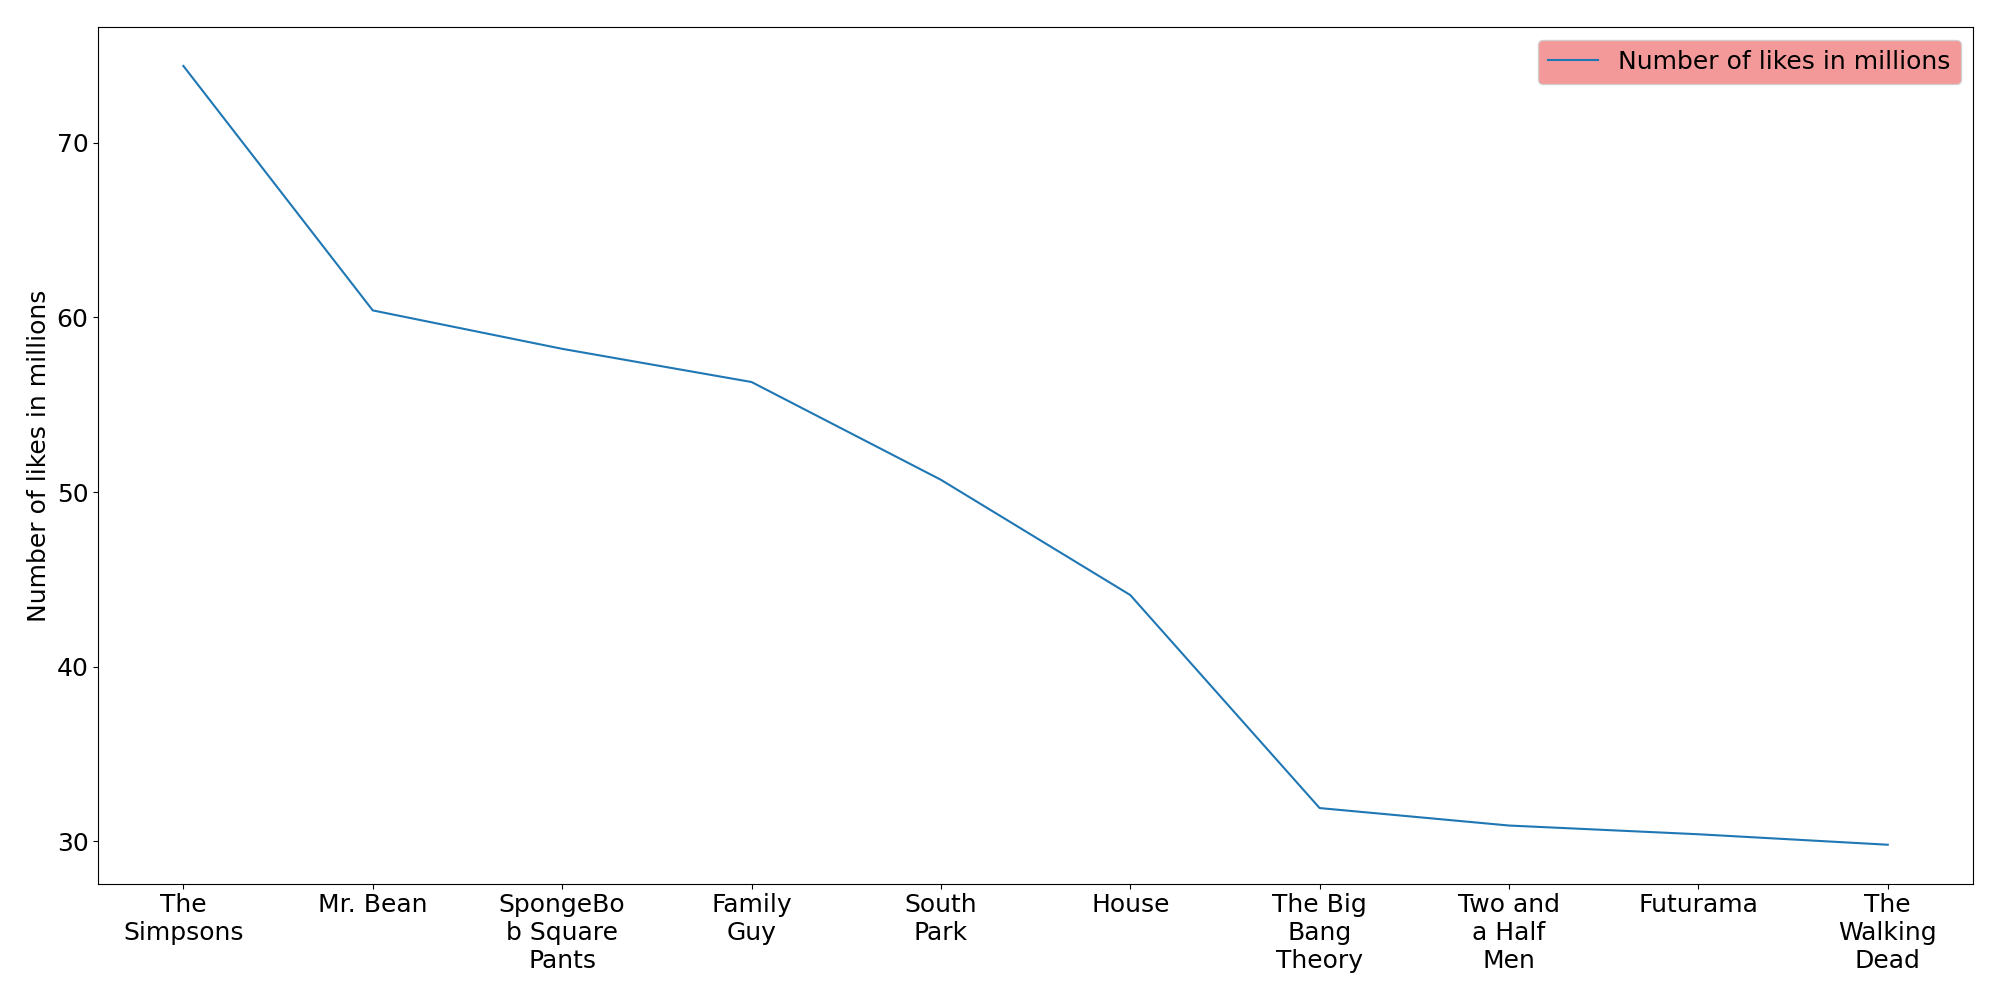 Number of likes in millions
Number of likes in millions
70
60
50
40
30
The
Simpsons
Mr. Bean
SpongeBo
b Square
Pants
Family
Guy
South
Park
House
The Big
Bang
Theory
Two and
a Half
Men
Futurama
The
Walking
Dead